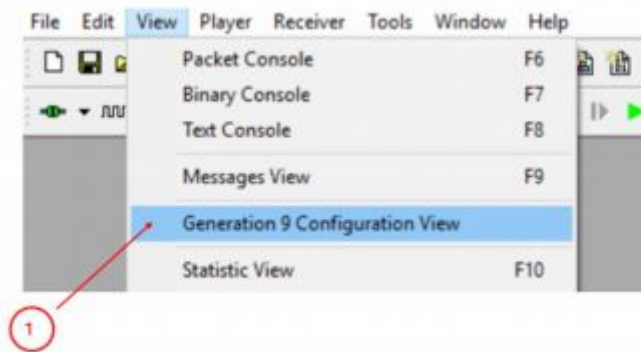 File Edit View Player Receiver Tools Window Help
Packet Console F6
Binary Console F7
Text Console F8
Messages View F9
Generation 9 Configuration View
Statistic View F10
1